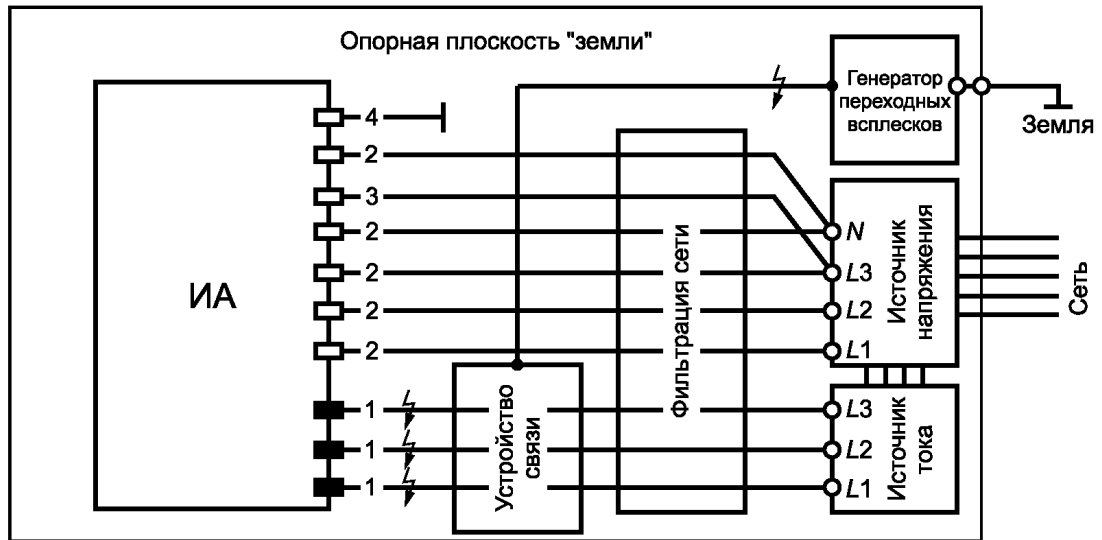 Опорная плоскость "земли"
Генератор
переходных
всплесков
Земля
ИА
4
2
3
2
2
2
2
1
1
1
Устройство
связи
Фильтрация сети
N
L3
L2
L1
Источник
напряжения
Сеть
L3
L2
L1
Источник
тока